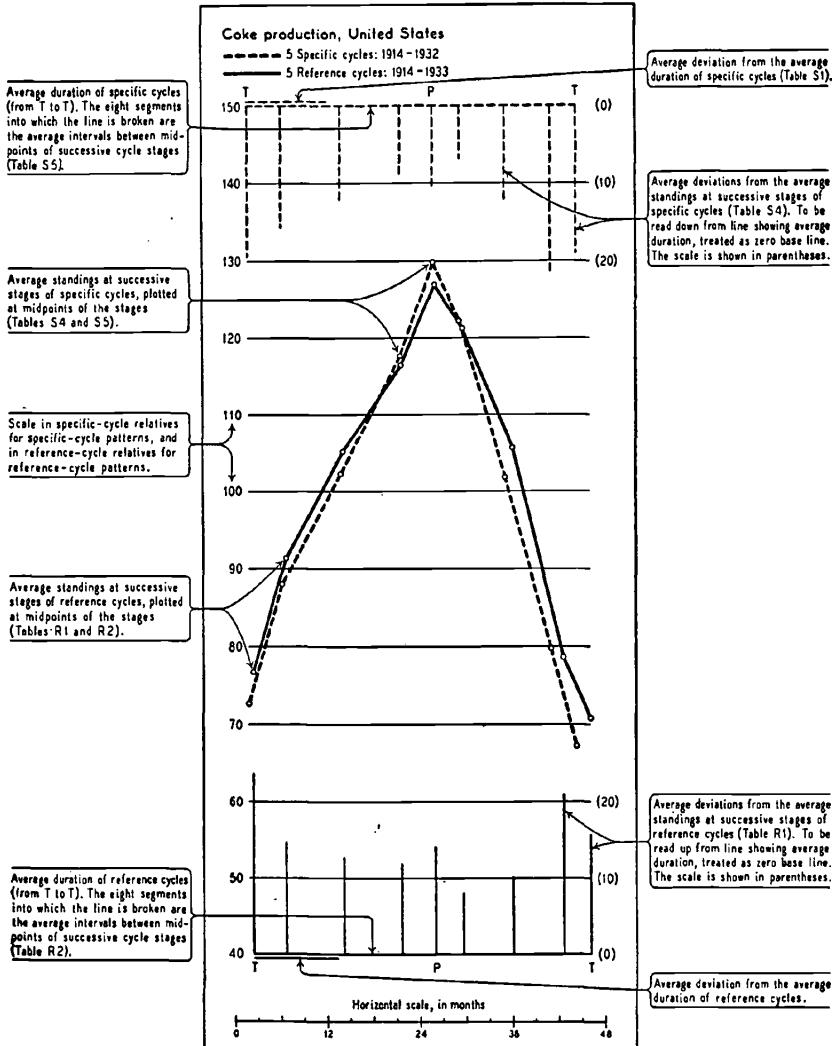 Coke production, United States
5 Specific cycles: 1914-1932
5 Reference cycles: 1914-1933
T
P
T
Average duration of specific cycles
(from T to T). The eight segments
into which the line is broken are
the average intervals between mid-
points of successive cycle stages
(Table S5).
Average deviation from the average
duration of specific cycles (Table S1).
150
(0)
140
(10)
130
(20)
Average deviations from the average
standings at successive stages of
specific cycles (Table S4). To be
read down from line showing average
duration, treated as zero base line.
The scale is shown in parentheses.
Average standings at successive
stages of specific cycles, plotted
at midpoints of the stages
(Tables S4 and S5).
120
110
100
90
80
70
Scale in specific-cycle relatives
for specific-cycle patterns, and
in reference-cycle relatives for
reference-cycle patterns.
Average standings at successive
stages of reference cycles, plotted
at midpoints of the stages
(Tables R1 and R2).
60
(20)
50
(10)
40
(0)
Average deviations from the average
standings at successive stages of
reference cycles (Table R1). To be
read up from line showing average
duration, treated as zero base line.
The scale is shown in parentheses.
Average duration of reference cycles
(from T to T). The eight segments
into which the line is broken are
the average intervals between mid-
points of successive cycle stages
(Table R2).
T
P
T
Average deviation from the average
duration of reference cycles.
Horizontal scale, in months
0
12
24
36
48